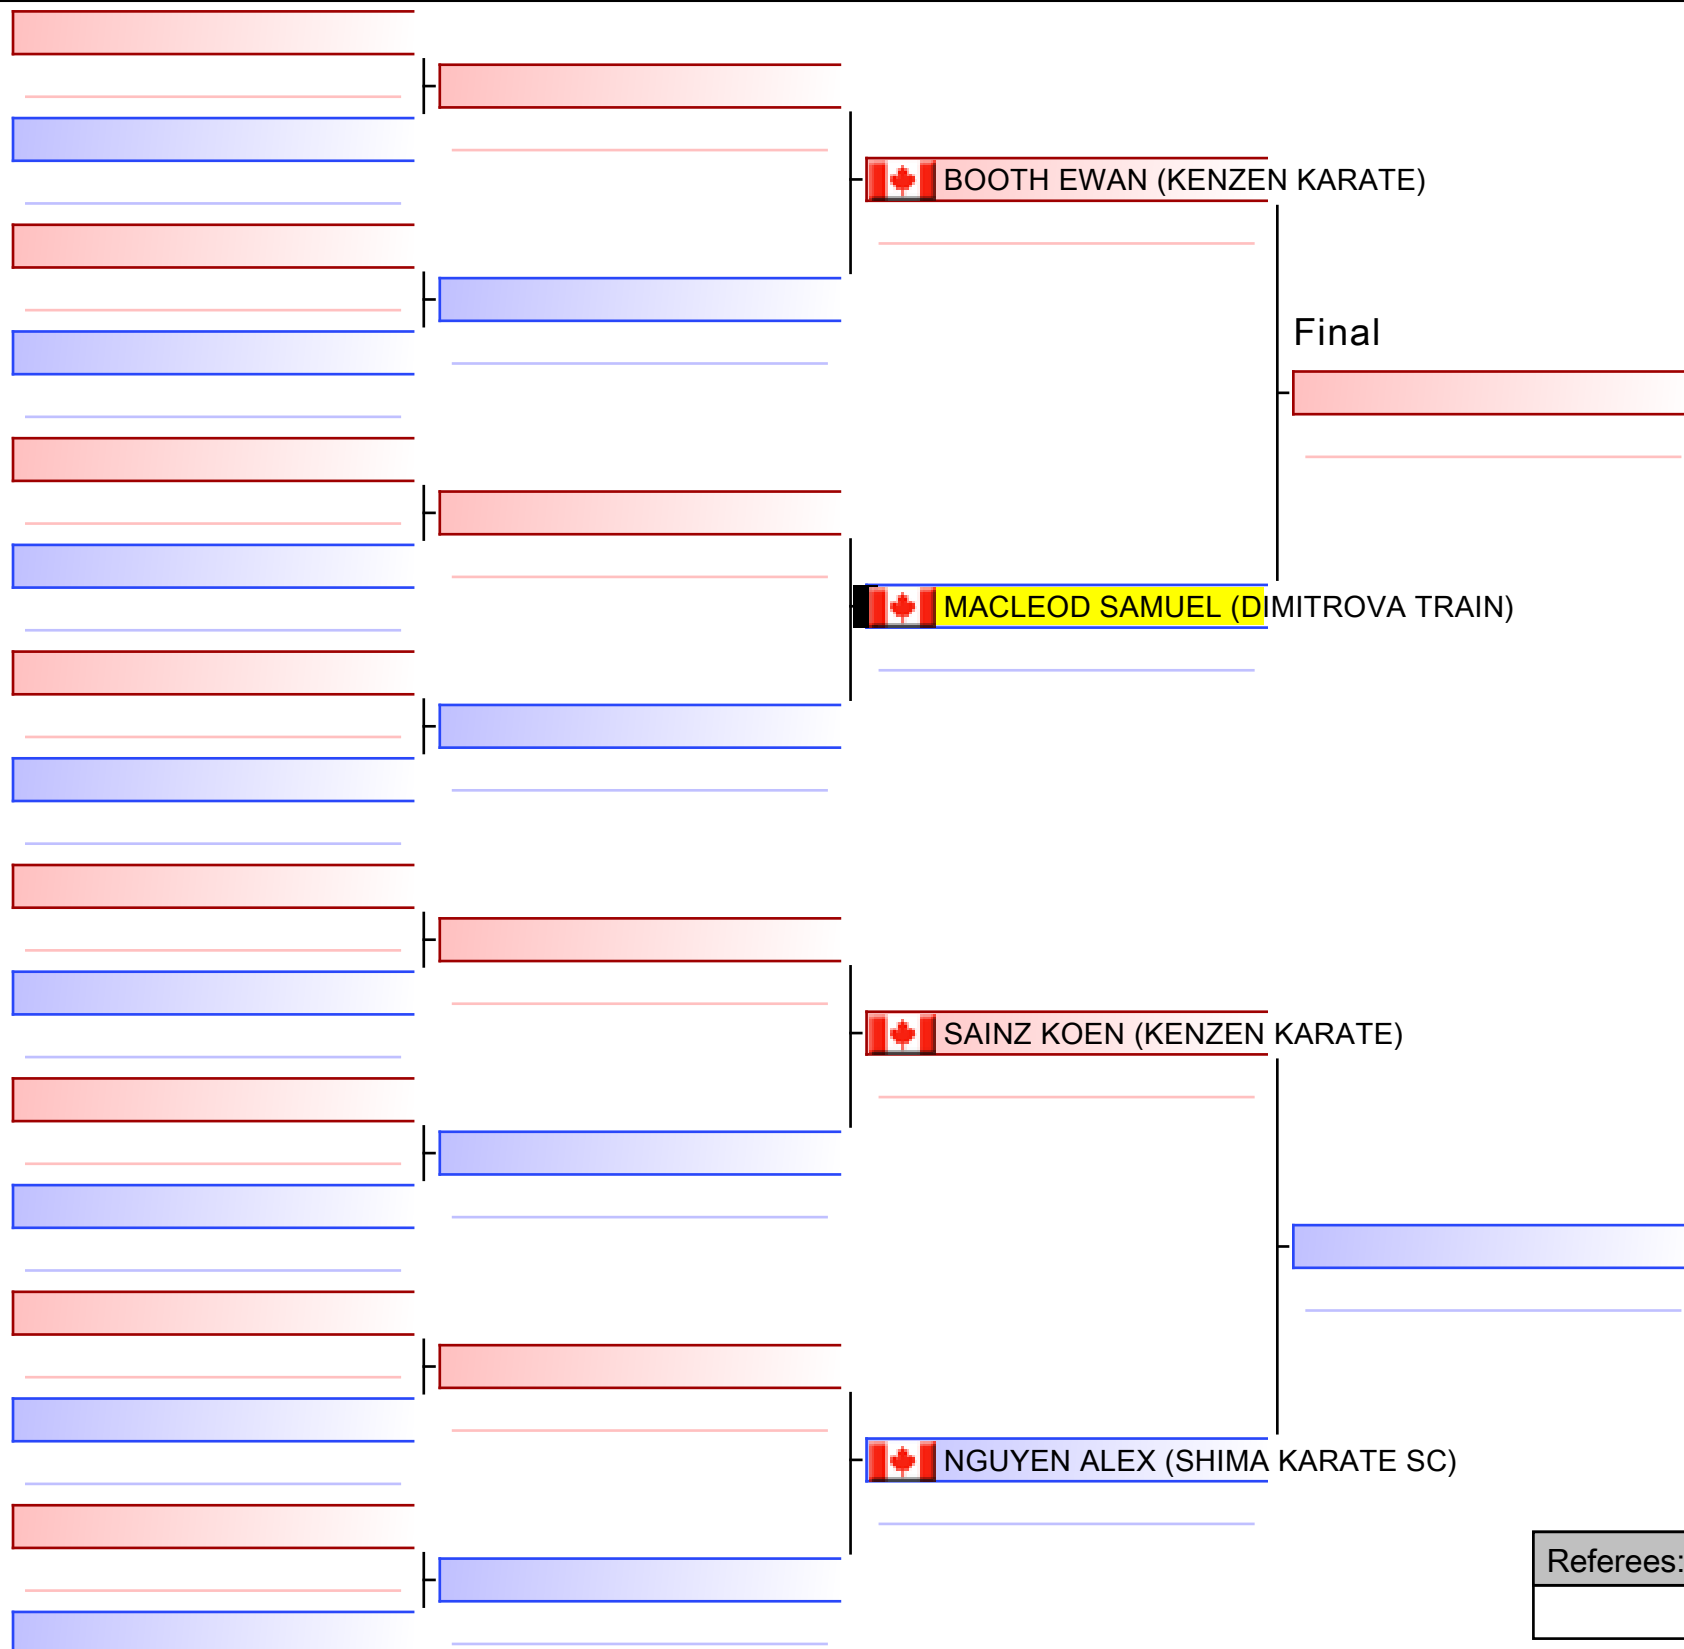 BOOTH EWAN (KENZEN KARATE)
Final
MACLEOD SAMUEL (DIMITROVA TRAIN)
SAINZ KOEN (KENZEN KARATE)
NGUYEN ALEX (SHIMA KARATE SC)
Referees: